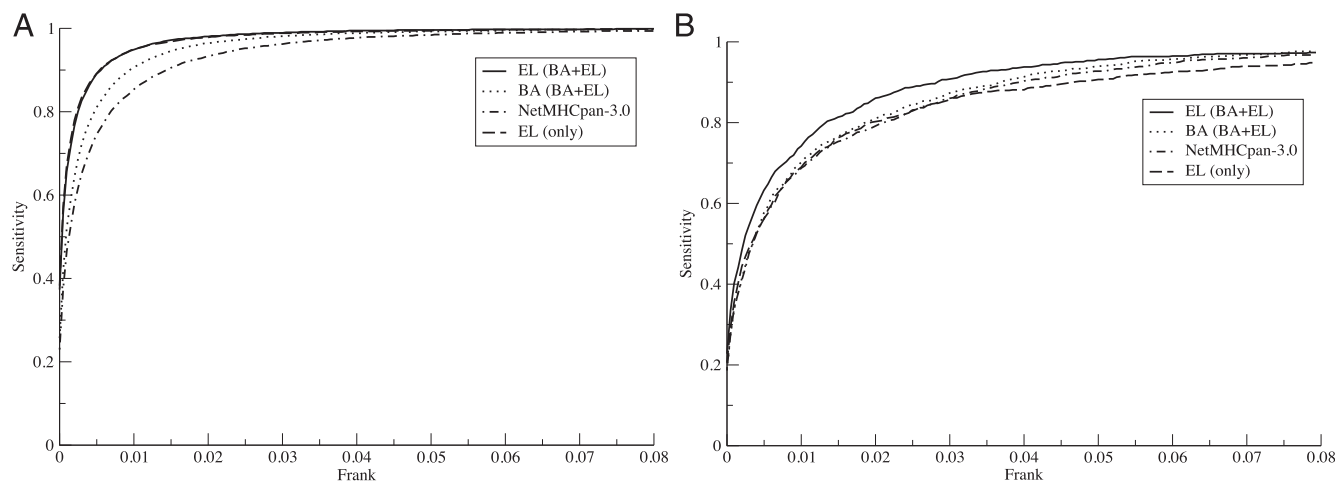 A
1
0.8
0.6
0.4
0.2
0
Sensitivity
EL (BA+EL)
BA (BA+EL)
NetMHCpan-3.0
EL (only)
0 0.01 0.02 0.03 0.04 0.05 0.06 0.07 0.08
Frank
B
1
0.8
0.6
0.4
0.2
0
Sensitivity
EL (BA+EL)
BA (BA+EL)
NetMHCpan-3.0
EL (only)
0 0.01 0.02 0.03 0.04 0.05 0.06 0.07 0.08
Frank